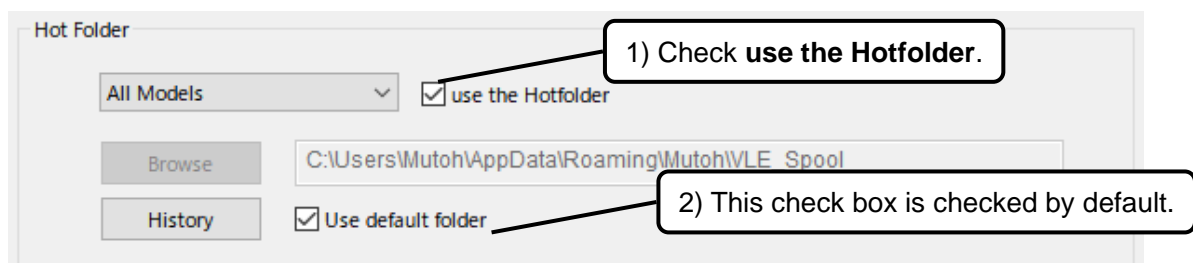 Hot Folder
1) Check use the Hotfolder.
All Models
use the Hotfolder
Browse
C:\Users\Mutoh\AppData\Roaming\Mutoh\VLE_Spool
2) This check box is checked by default.
History
Use default folder